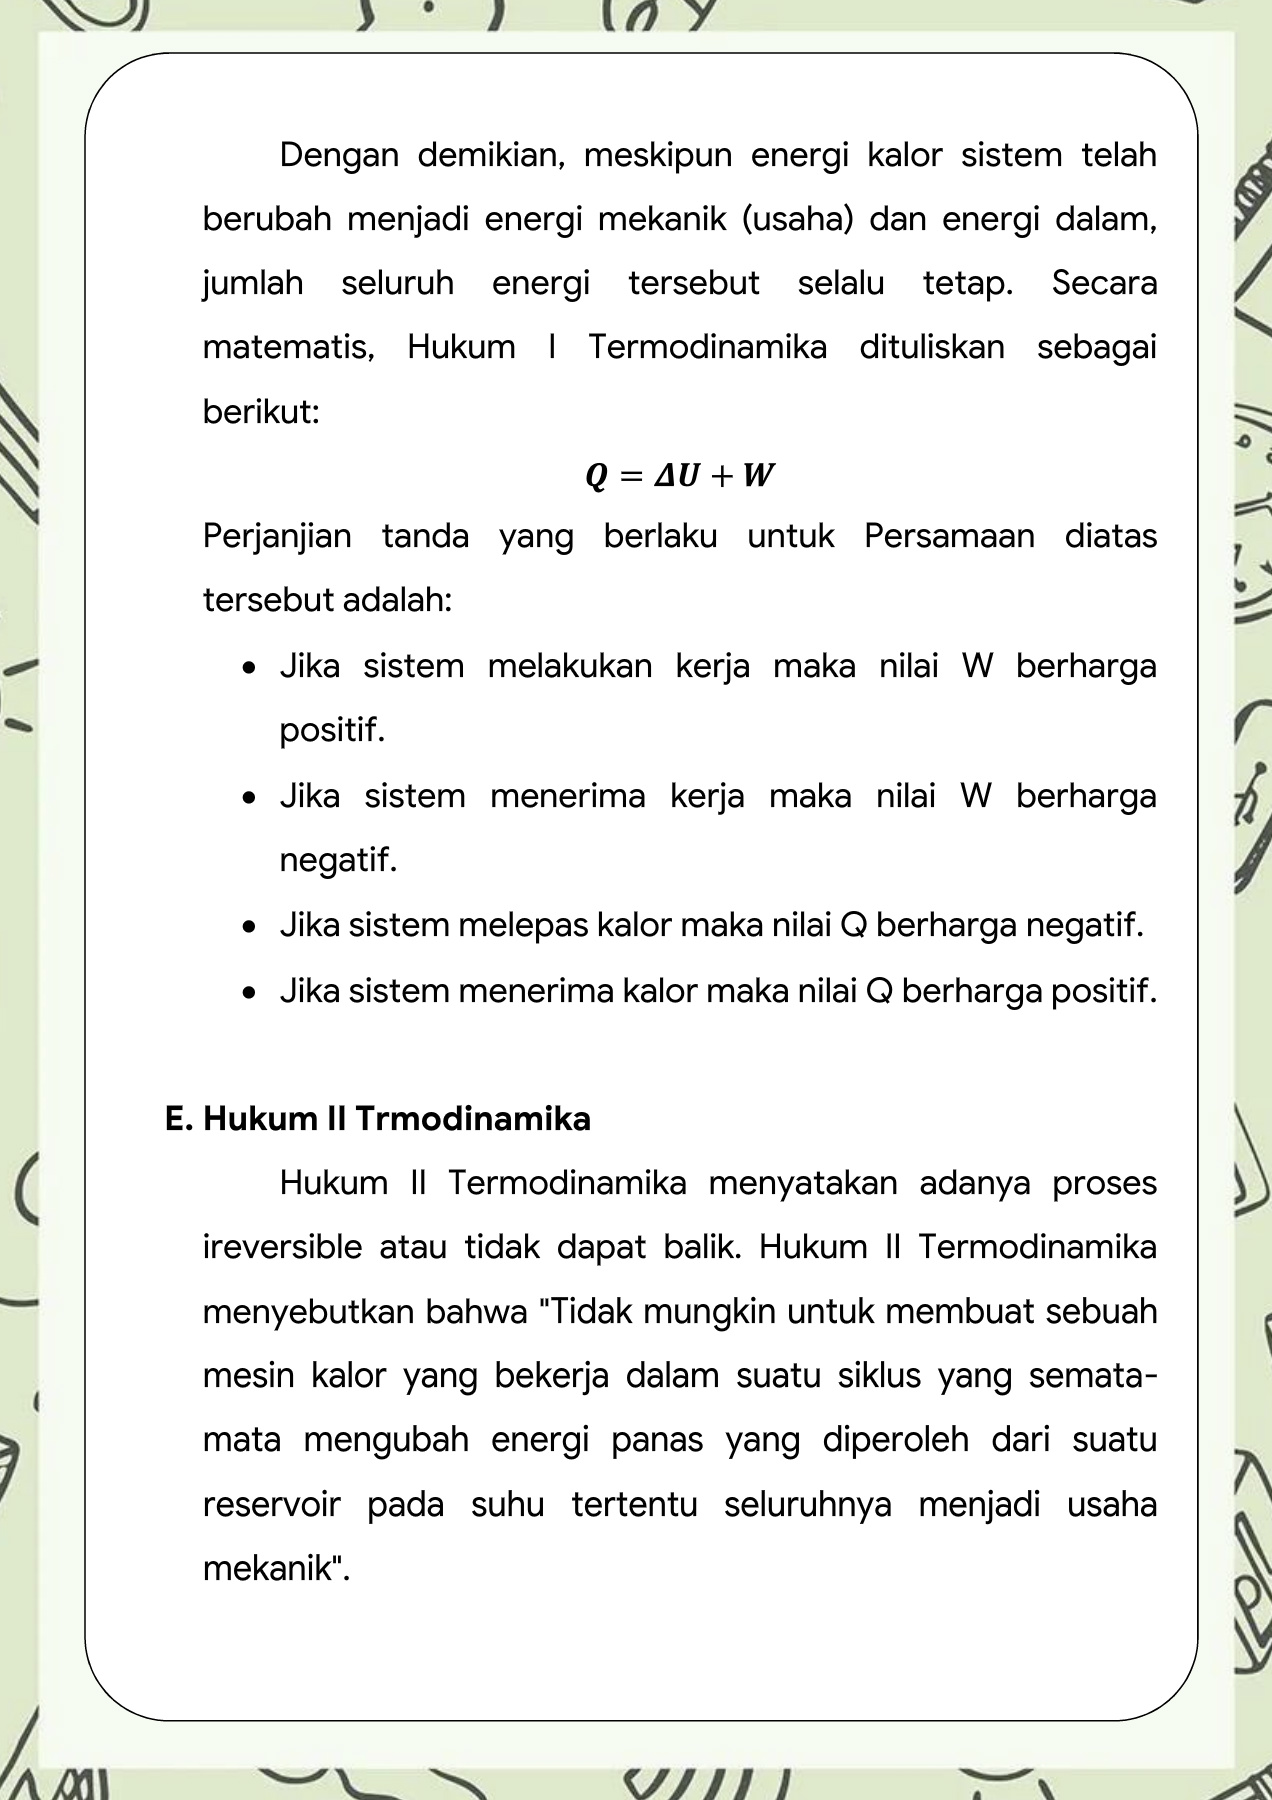 Dengan demikian, meskipun energi kalor sistem telah
berubah menjadi energi mekanik (usaha) dan energi dalam,
jumlah seluruh energi tersebut selalu tetap. Secara
matematis, Hukum I Termodinamika dituliskan sebagai
berikut:
Q = ΔU + W
Perjanjian tanda yang berlaku untuk Persamaan diatas
tersebut adalah:
• Jika sistem melakukan kerja maka nilai W berharga
positif.
• Jika sistem menerima kerja maka nilai W berharga
negatif.
• Jika sistem melepas kalor maka nilai Q berharga negatif.
• Jika sistem menerima kalor maka nilai Q berharga positif.
E. Hukum II Trmodinamika
Hukum II Termodinamika menyatakan adanya proses
ireversible atau tidak dapat balik. Hukum II Termodinamika
menyebutkan bahwa "Tidak mungkin untuk membuat sebuah
mesin kalor yang bekerja dalam suatu siklus yang semata-
mata mengubah energi panas yang diperoleh dari suatu
reservoir pada suhu tertentu seluruhnya menjadi usaha
mekanik".